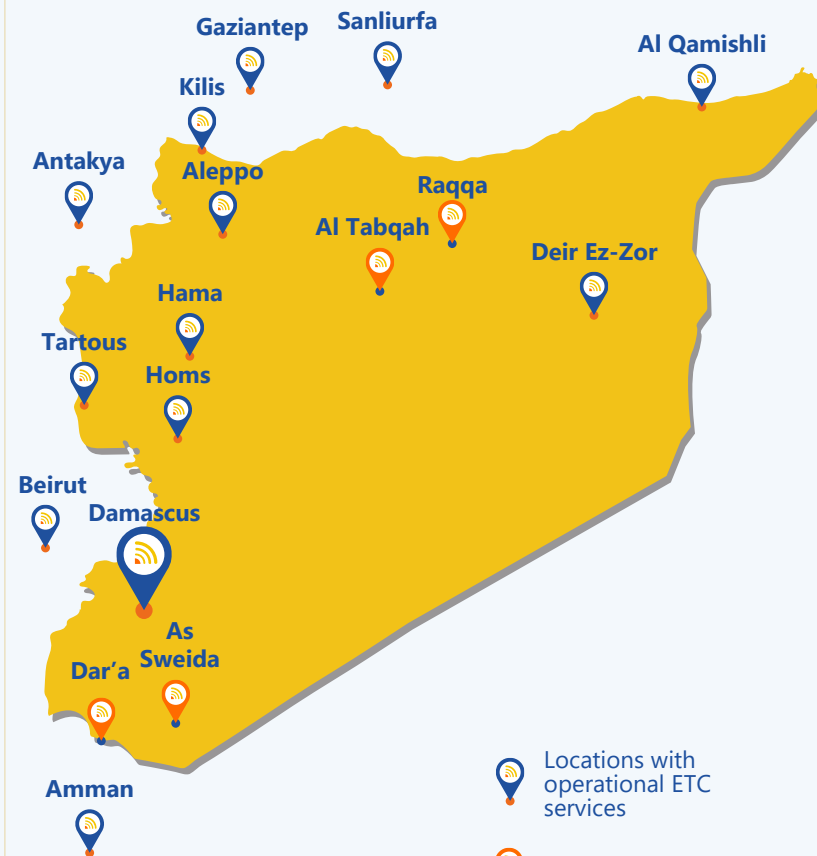 Gaziantep
Sanliurfa
Al Qamishli
Kilis
Antakya
Aleppo
Raqqa
Al Tabqah
Deir Ez-Zor
Hama
Tartous
Homs
Beirut
Damascus
As
Sweida
Dar’a
Amman
Locations with
operational ETC
services